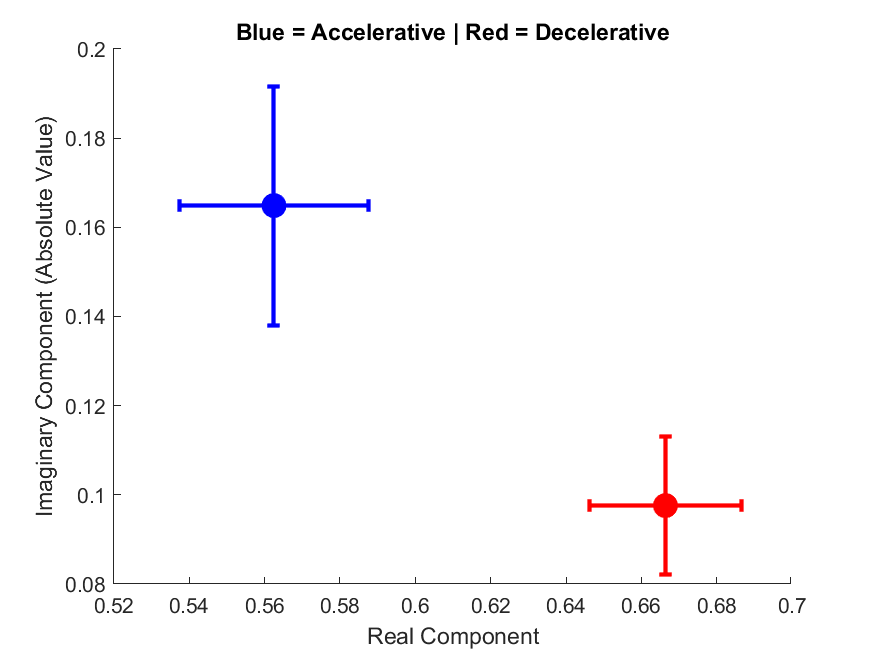 Blue = Accelerative | Red = Decelerative
Imaginary Component (Absolute Value)
0.2
0.18
0.16
0.14
0.12
0.1
0.08
0.52 0.54 0.56 0.58 0.6 0.62 0.64 0.66 0.68 0.7
Real Component